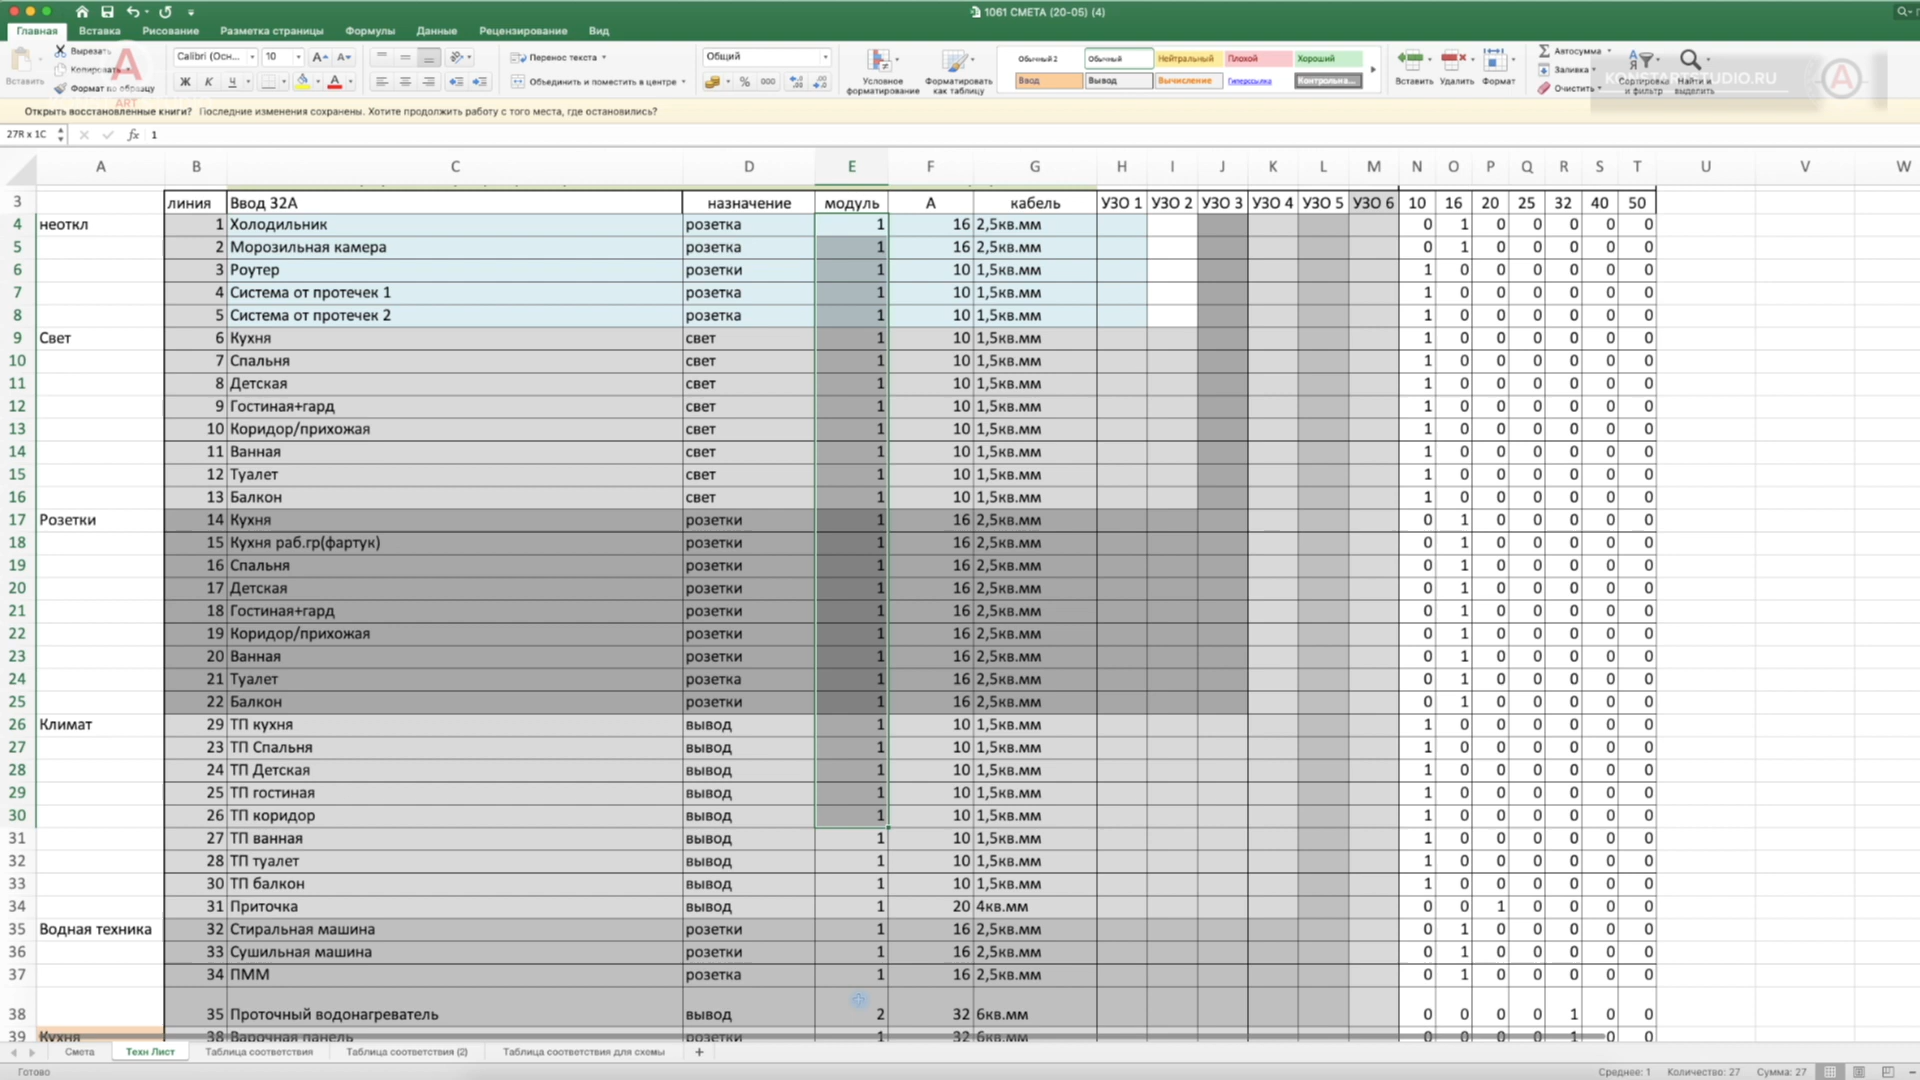 1061 СМЕТА (20-05) (4)
Главная Вставка Рисование Разметка страницы Формулы Данные Рецензирование Вид
Вставить Вырезать Копировать Формат по образцу
Calibri (Осн... 10 A A Ж К Ч А
Перенос текста
Объединить и поместить в центре
Общий % 000
Условное форматирование Форматировать как таблицу
Обычный 2 Обычный Нейтральный Плохой Хороший
Ввод Вывод Вычисление Гиперссылка Контрольна...
Вставить Удалить Формат
Автосумма Заливка Очистить Сортировка и фильтр Найти и выделить
A ART
KONSTARTSTUDIO.RU A
Открыть восстановленные книги? Последние изменения сохранены. Хотите продолжить работу с того места, где остановились?
27R x 1C fx 1
A B C D E F G H I J K L M N O P Q R S T U V W
3 линия Ввод 32А назначение модуль А кабель УЗО 1 УЗО 2 УЗО 3 УЗО 4 УЗО 5 УЗО 6 10 16 20 25 32 40 50
4 неоткл 1 Холодильник розетка 1 16 2,5кв.мм 0 1 0 0 0 0 0
5 2 Морозильная камера розетка 1 16 2,5кв.мм 0 1 0 0 0 0 0
6 3 Роутер розетки 1 10 1,5кв.мм 1 0 0 0 0 0 0
7 4 Система от протечек 1 розетка 1 10 1,5кв.мм 1 0 0 0 0 0 0
8 5 Система от протечек 2 розетка 1 10 1,5кв.мм 1 0 0 0 0 0 0
9 Свет 6 Кухня свет 1 10 1,5кв.мм 1 0 0 0 0 0 0
10 7 Спальня свет 1 10 1,5кв.мм 1 0 0 0 0 0 0
11 8 Детская свет 1 10 1,5кв.мм 1 0 0 0 0 0 0
12 9 Гостиная+гард свет 1 10 1,5кв.мм 1 0 0 0 0 0 0
13 10 Коридор/прихожая свет 1 10 1,5кв.мм 1 0 0 0 0 0 0
14 11 Ванная свет 1 10 1,5кв.мм 1 0 0 0 0 0 0
15 12 Туалет свет 1 10 1,5кв.мм 1 0 0 0 0 0 0
16 13 Балкон свет 1 10 1,5кв.мм 1 0 0 0 0 0 0
17 Розетки 14 Кухня розетки 1 16 2,5кв.мм 0 1 0 0 0 0 0
18 15 Кухня раб.гр(фартук) розетки 1 16 2,5кв.мм 0 1 0 0 0 0 0
19 16 Спальня розетки 1 16 2,5кв.мм 0 1 0 0 0 0 0
20 17 Детская розетки 1 16 2,5кв.мм 0 1 0 0 0 0 0
21 18 Гостиная+гард розетки 1 16 2,5кв.мм 0 1 0 0 0 0 0
22 19 Коридор/прихожая розетки 1 16 2,5кв.мм 0 1 0 0 0 0 0
23 20 Ванная розетки 1 16 2,5кв.мм 0 1 0 0 0 0 0
24 21 Туалет розетка 1 16 2,5кв.мм 0 1 0 0 0 0 0
25 22 Балкон розетки 1 16 2,5кв.мм 0 1 0 0 0 0 0
26 Климат 29 ТП кухня вывод 1 10 1,5кв.мм 1 0 0 0 0 0 0
27 23 ТП Спальня вывод 1 10 1,5кв.мм 1 0 0 0 0 0 0
28 24 ТП Детская вывод 1 10 1,5кв.мм 1 0 0 0 0 0 0
29 25 ТП гостиная вывод 1 10 1,5кв.мм 1 0 0 0 0 0 0
30 26 ТП коридор вывод 1 10 1,5кв.мм 1 0 0 0 0 0 0
31 27 ТП ванная вывод 1 10 1,5кв.мм 1 0 0 0 0 0 0
32 28 ТП туалет вывод 1 10 1,5кв.мм 1 0 0 0 0 0 0
33 30 ТП балкон вывод 1 10 1,5кв.мм 1 0 0 0 0 0 0
34 31 Приточка вывод 1 20 4кв.мм 0 0 1 0 0 0 0
35 Водная техника 32 Стиральная машина розетки 1 16 2,5кв.мм 0 1 0 0 0 0 0
36 33 Сушильная машина розетки 1 16 2,5кв.мм 0 1 0 0 0 0 0
37 34 ПММ розетка 1 16 2,5кв.мм 0 1 0 0 0 0 0
38 35 Проточный водонагреватель вывод 2 32 6кв.мм 0 0 0 0 1 0 0
39 Кухня 38 Варочная панель розетки 1 32 6кв.мм 0 0 0 0 1 0 0
Смета Техн Лист Таблица соответствия Таблица соответствия (2) Таблица соответствия для схемы +
Готово Среднее: 1 Количество: 27 Сумма: 27